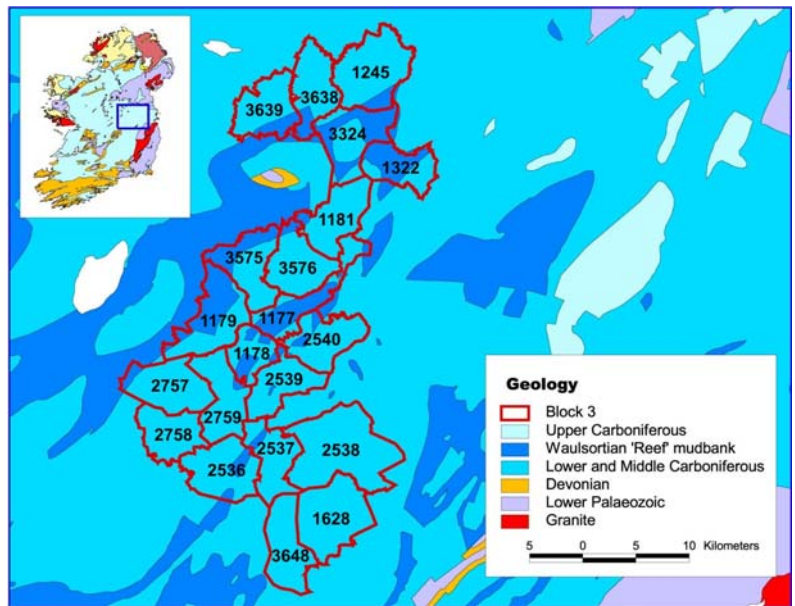 1245
3638
3639
3324
1322
1181
3575
3576
1179
1177
2540
1178
2539
2757
2759
2758
2537
2538
2536
1628
3648
Geology
Block 3
Upper Carboniferous
Waulsortian 'Reef' mudbank
Lower and Middle Carboniferous
Devonian
Lower Palaeozoic
Granite
5 0 5 10 Kilometers